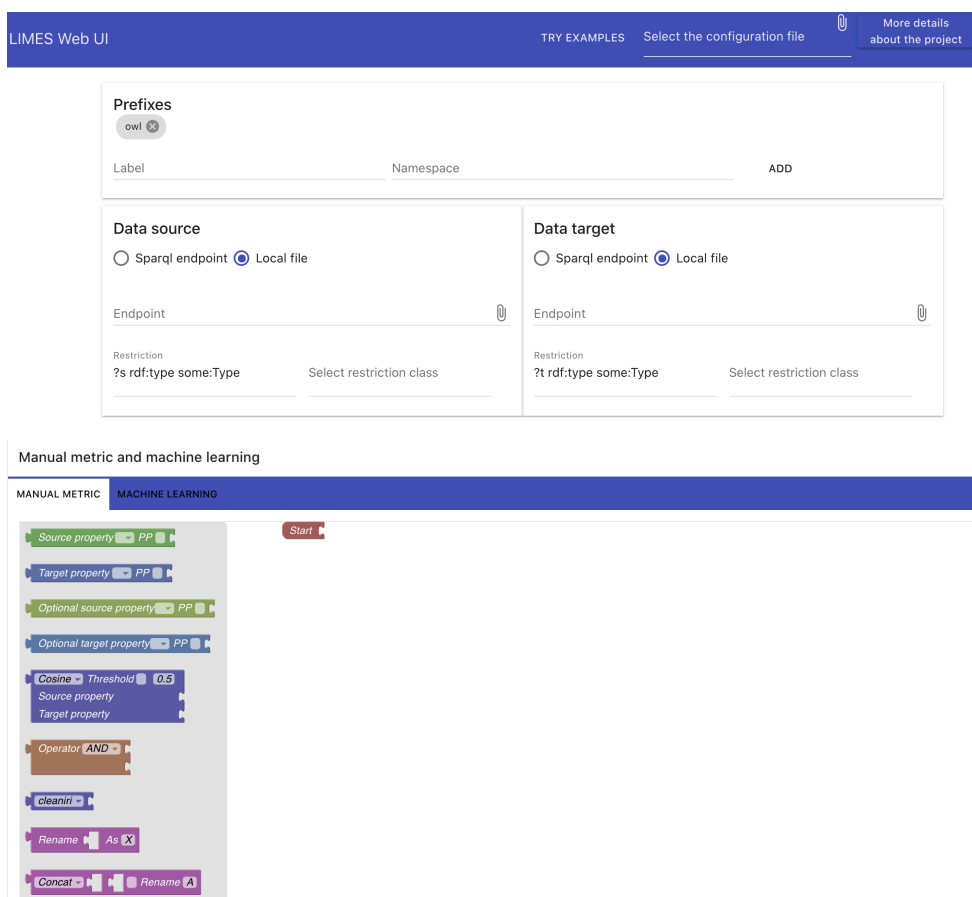 LIMES Web UI
TRY EXAMPLES
Select the configuration file
More details
about the project
Prefixes
owl
Label
Namespace
ADD
Data source
Sparql endpoint
Local file
Endpoint
Restriction
?s rdf:type some:Type
Select restriction class
Data target
Sparql endpoint
Local file
Endpoint
Restriction
?t rdf:type some:Type
Select restriction class
Manual metric and machine learning
MANUAL METRIC
MACHINE LEARNING
Source property PP
Target property PP
Optional source property PP
Optional target property PP
Cosine Threshold 0.5
Source property
Target property
Operator AND
cleaniri
Rename As X
Concat Rename A
Start